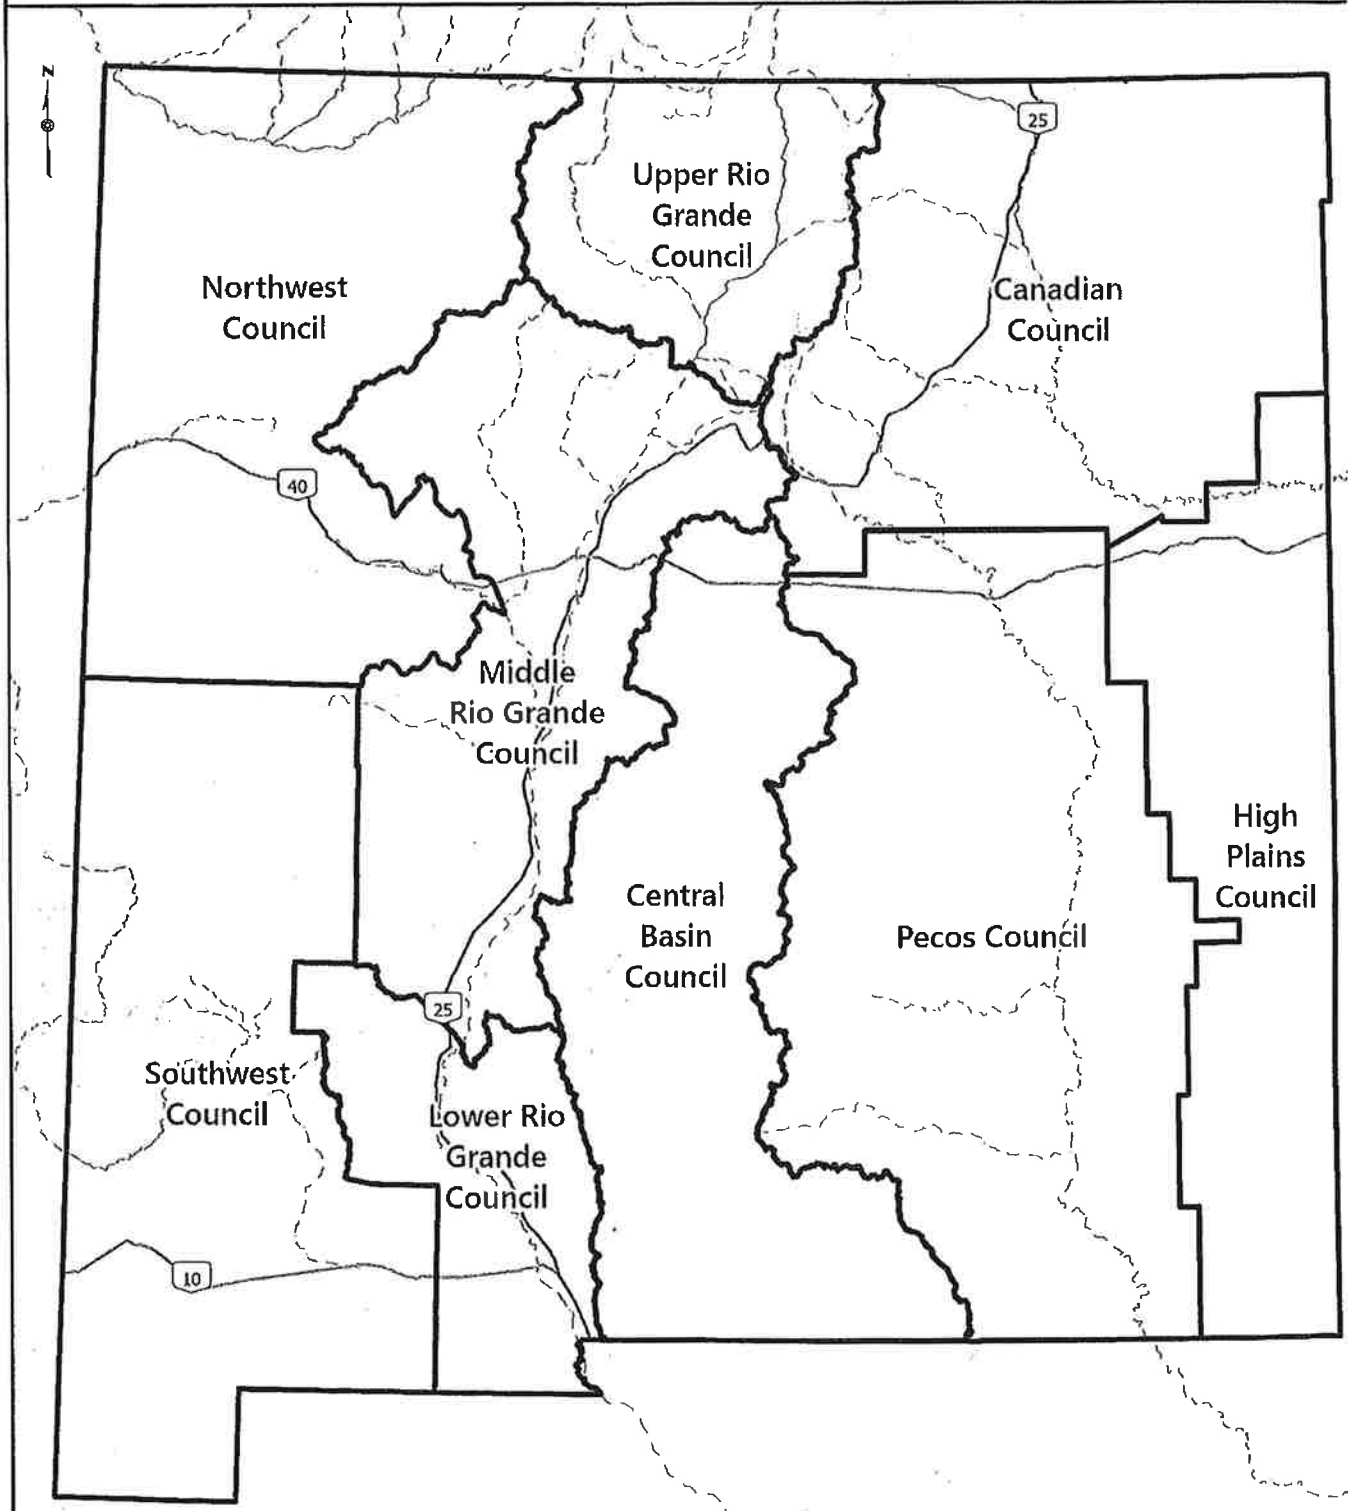 N
25
Upper Rio
Grande
Council
Northwest
Council
Canadian
Council
40
Middle
Rio Grande
Council
High
Plains
Council
Central
Basin
Council
Pecos Council
25
Southwest
Council
Lower Rio
Grande
Council
10